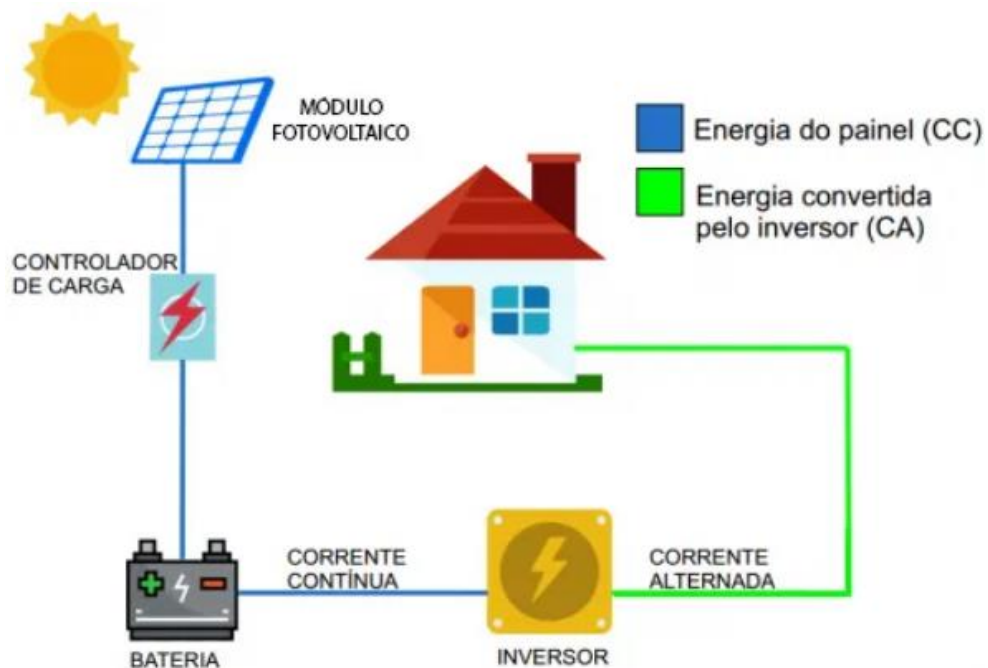 MÓDULO
FOTOVOLTAICO
Energia do painel (CC)
Energia convertida
pelo inversor (CA)
CONTROLADOR
DE CARGA
CORRENTE
CONTÍNUA
CORRENTE
ALTERNADA
BATERIA
INVERSOR